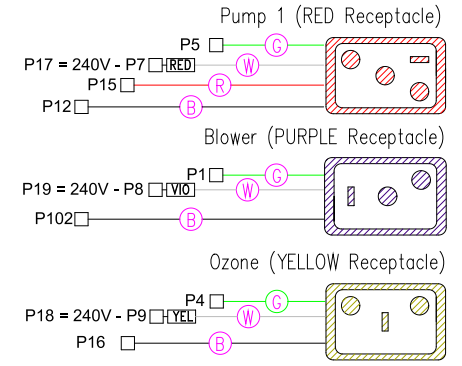 Pump 1 (RED Receptacle)
P5 G
P17 = 240V - P7 RED W
P15 R
P12 B
Blower (PURPLE Receptacle)
P1 G
P19 = 240V - P8 VIO W
P102 B
Ozone (YELLOW Receptacle)
P4 G
P18 = 240V - P9 YEL W
P16 B